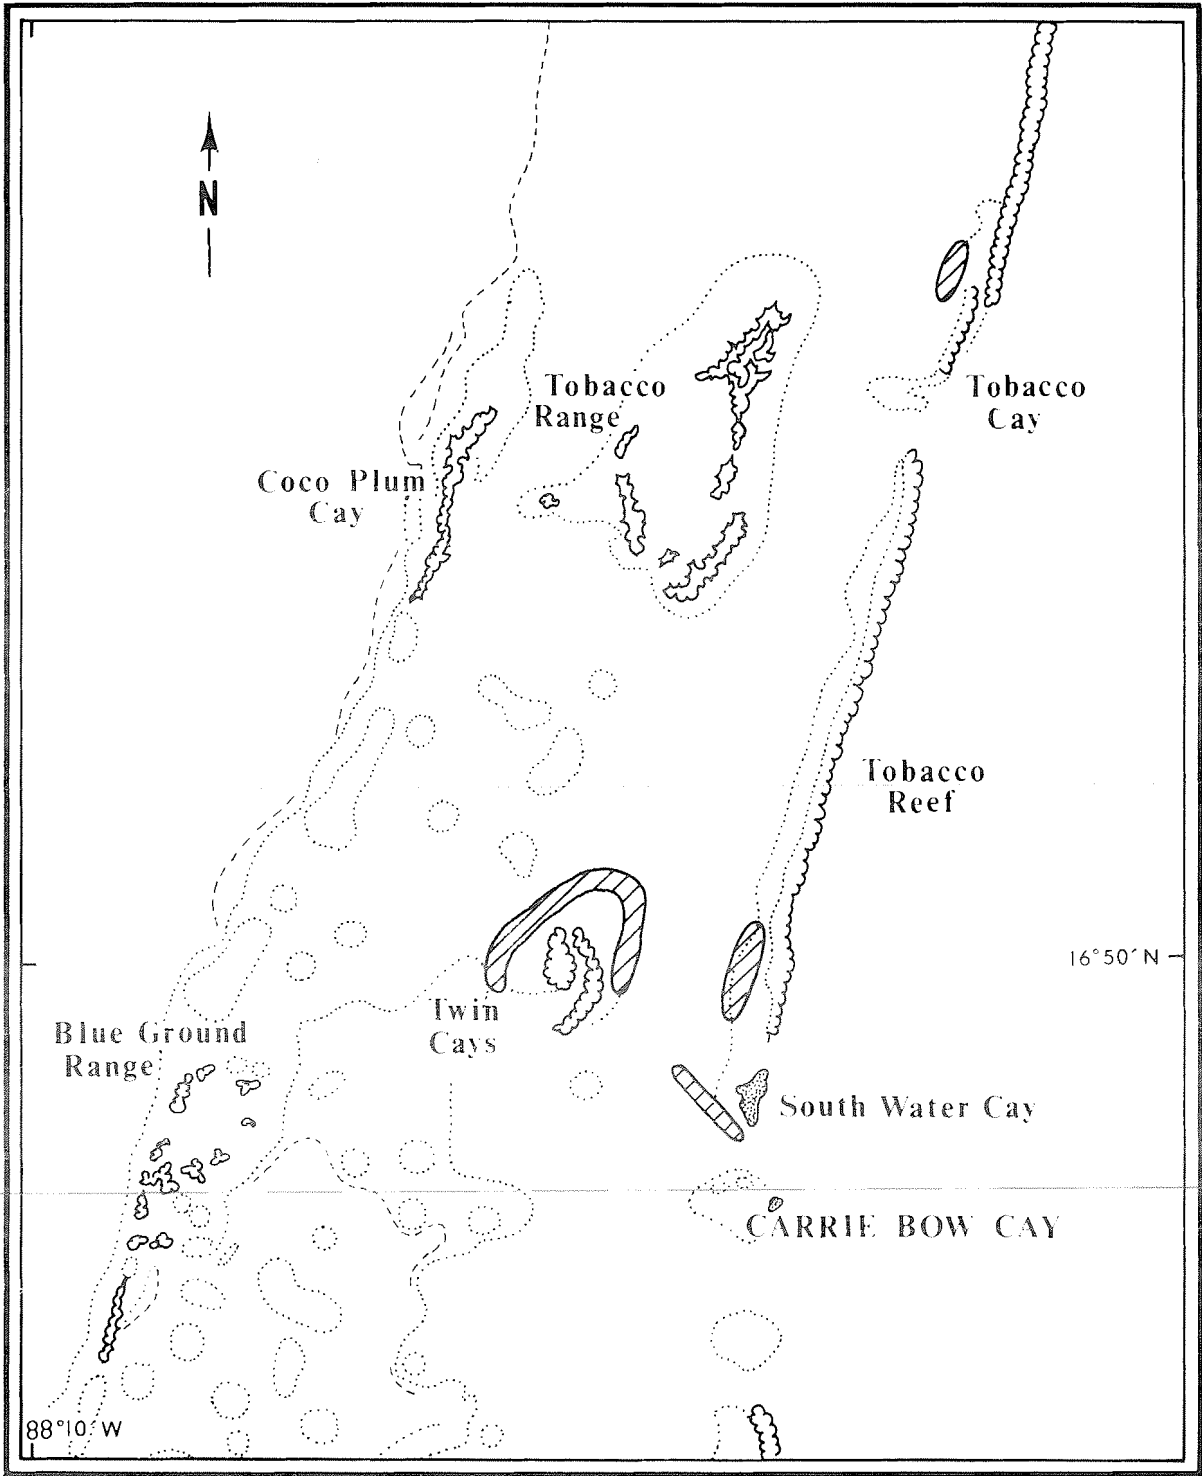 N
Tobacco
Range
Tobacco
Cay
Coco Plum
Cay
Tobacco
Reef
16°50′ N
Twin
Cays
Blue Ground
Range
South Water Cay
CARRIE BOW CAY
88°10′ W